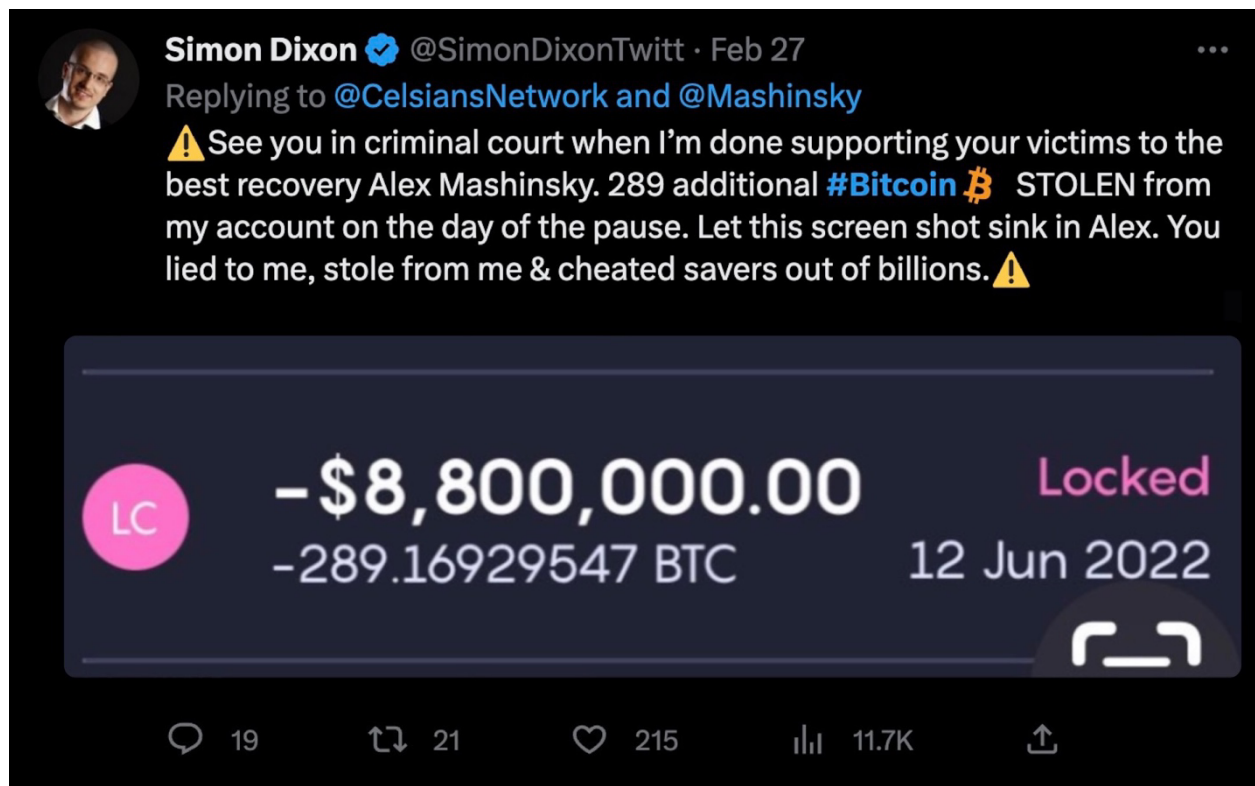 Simon Dixon @SimonDixonTwitt · Feb 27
Replying to @CelsiansNetwork and @Mashinsky
⚠️See you in criminal court when I’m done supporting your victims to the
best recovery Alex Mashinsky. 289 additional #Bitcoin STOLEN from
my account on the day of the pause. Let this screen shot sink in Alex. You
lied to me, stole from me & cheated savers out of billions.⚠️
LC
-$8,800,000.00
Locked
-289.16929547 BTC
12 Jun 2022
19 21 215 11.7K